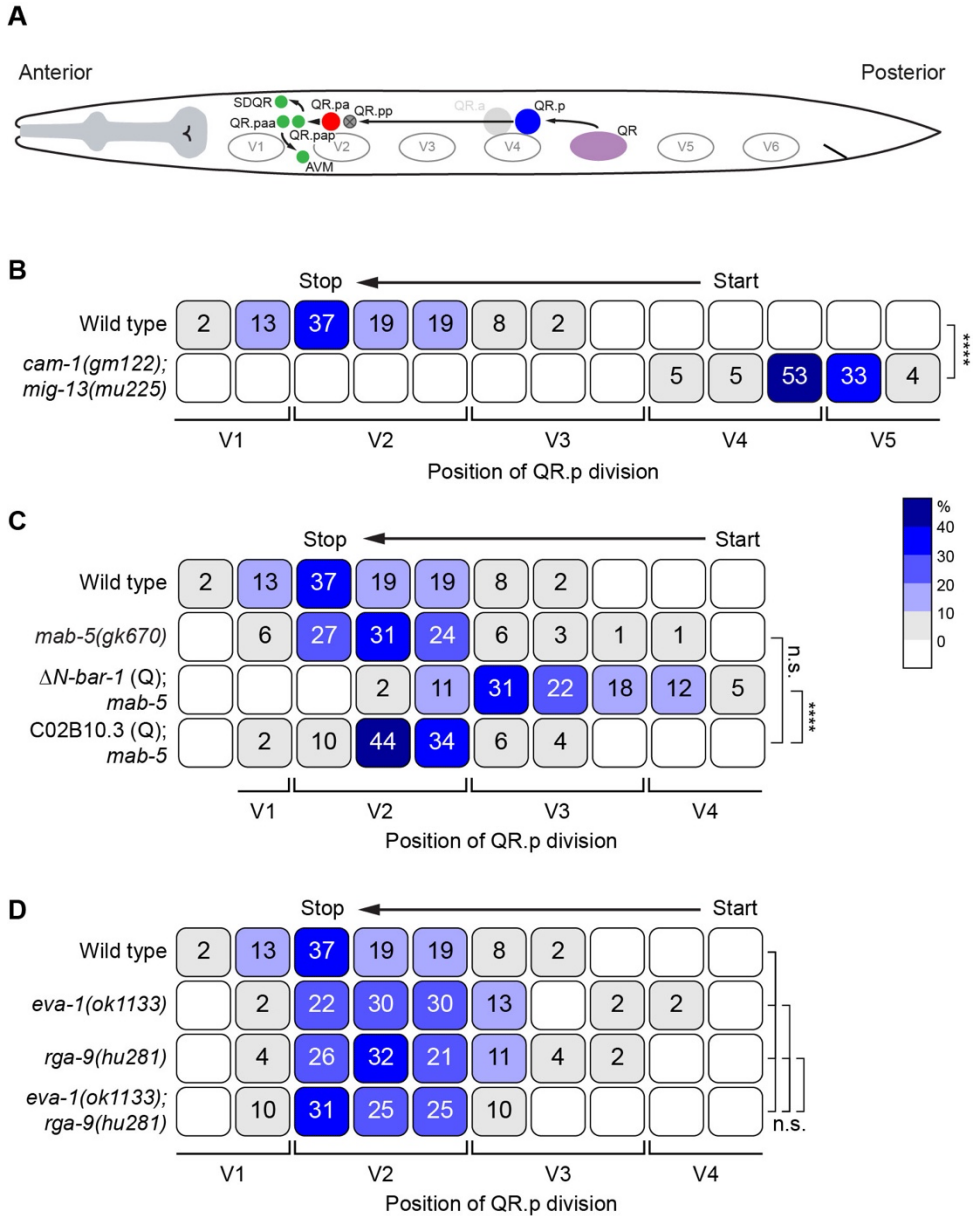 A
Anterior
Posterior
SDQR
QR.pa
QR.pp
QR.a
QR.p
QR.paa
QR.pap
QR
V1
V2
V3
V4
V5
V6
AVM
B
Stop
Start
Wild type
2 13 37 19 19 8 2
cam-1(gm122);
mig-13(mu225)
5 5 53 33 4
****
V1 V2 V3 V4 V5
Position of QR.p division
%
40
30
20
10
0
C
Stop
Start
Wild type
2 13 37 19 19 8 2
mab-5(gk670)
6 27 31 24 6 3 1 1
ΔN-bar-1 (Q);
mab-5
2 11 31 22 18 12 5
C02B10.3 (Q);
mab-5
2 10 44 34 6 4
n.s.
****
V1 V2 V3 V4
Position of QR.p division
D
Stop
Start
Wild type
2 13 37 19 19 8 2
eva-1(ok1133)
2 22 30 30 13 2 2
rga-9(hu281)
4 26 32 21 11 4 2
eva-1(ok1133);
rga-9(hu281)
10 31 25 25 10
n.s.
V1 V2 V3 V4
Position of QR.p division